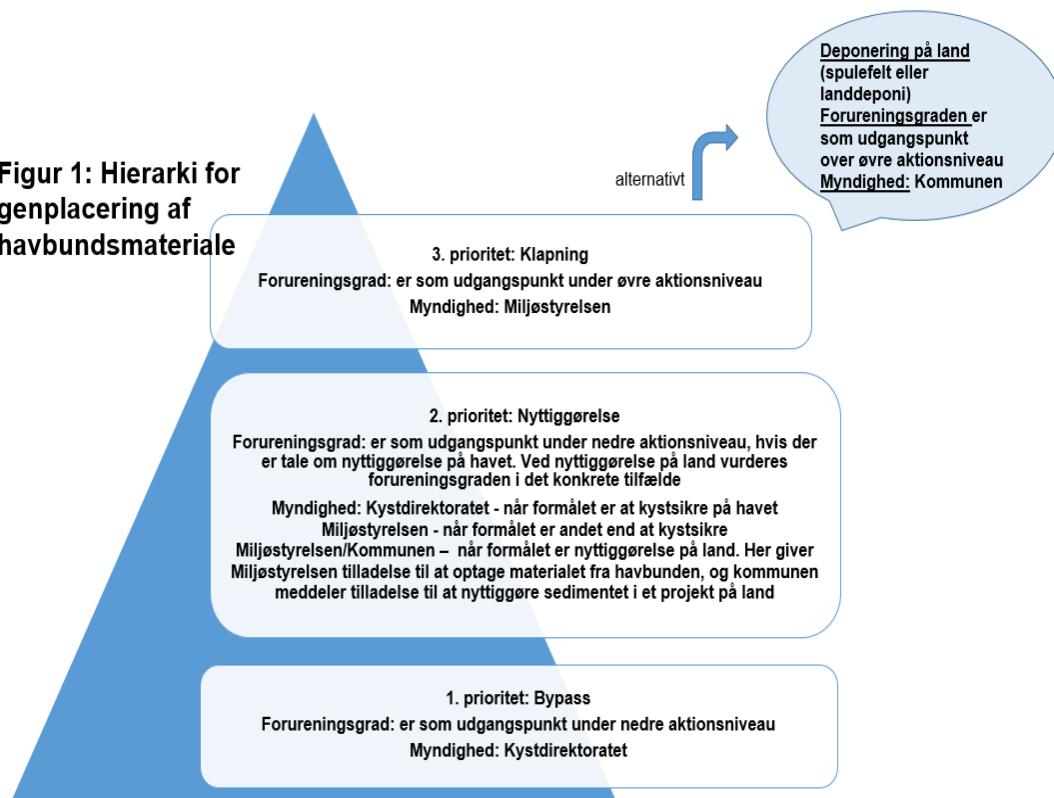 Figur 1: Hierarki for
genplacering af
havbundsmateriale
alternativt
Deponering på land
(spulefelt eller
landdeponi)
Forureningsgraden er
som udgangspunkt
over øvre aktionsniveau
Myndighed: Kommunen
3. prioritet: Klapning
Forureningsgrad: er som udgangspunkt under øvre aktionsniveau
Myndighed: Miljøstyrelsen
2. prioritet: Nyttiggørelse
Forureningsgrad: er som udgangspunkt under nedre aktionsniveau, hvis der
er tale om nyttiggørelse på havet. Ved nyttiggørelse på land vurderes
forureningsgraden i det konkrete tilfælde
Myndighed: Kystdirektoratet - når formålet er at kystsikre på havet
Miljøstyrelsen - når formålet er andet end at kystsikre
Miljøstyrelsen/Kommunen – når formålet er nyttiggørelse på land. Her giver
Miljøstyrelsen tilladelse til at optage materialet fra havbunden, og kommunen
meddeler tilladelse til at nyttiggøre sedimentet i et projekt på land
1. prioritet: Bypass
Forureningsgrad: er som udgangspunkt under nedre aktionsniveau
Myndighed: Kystdirektoratet